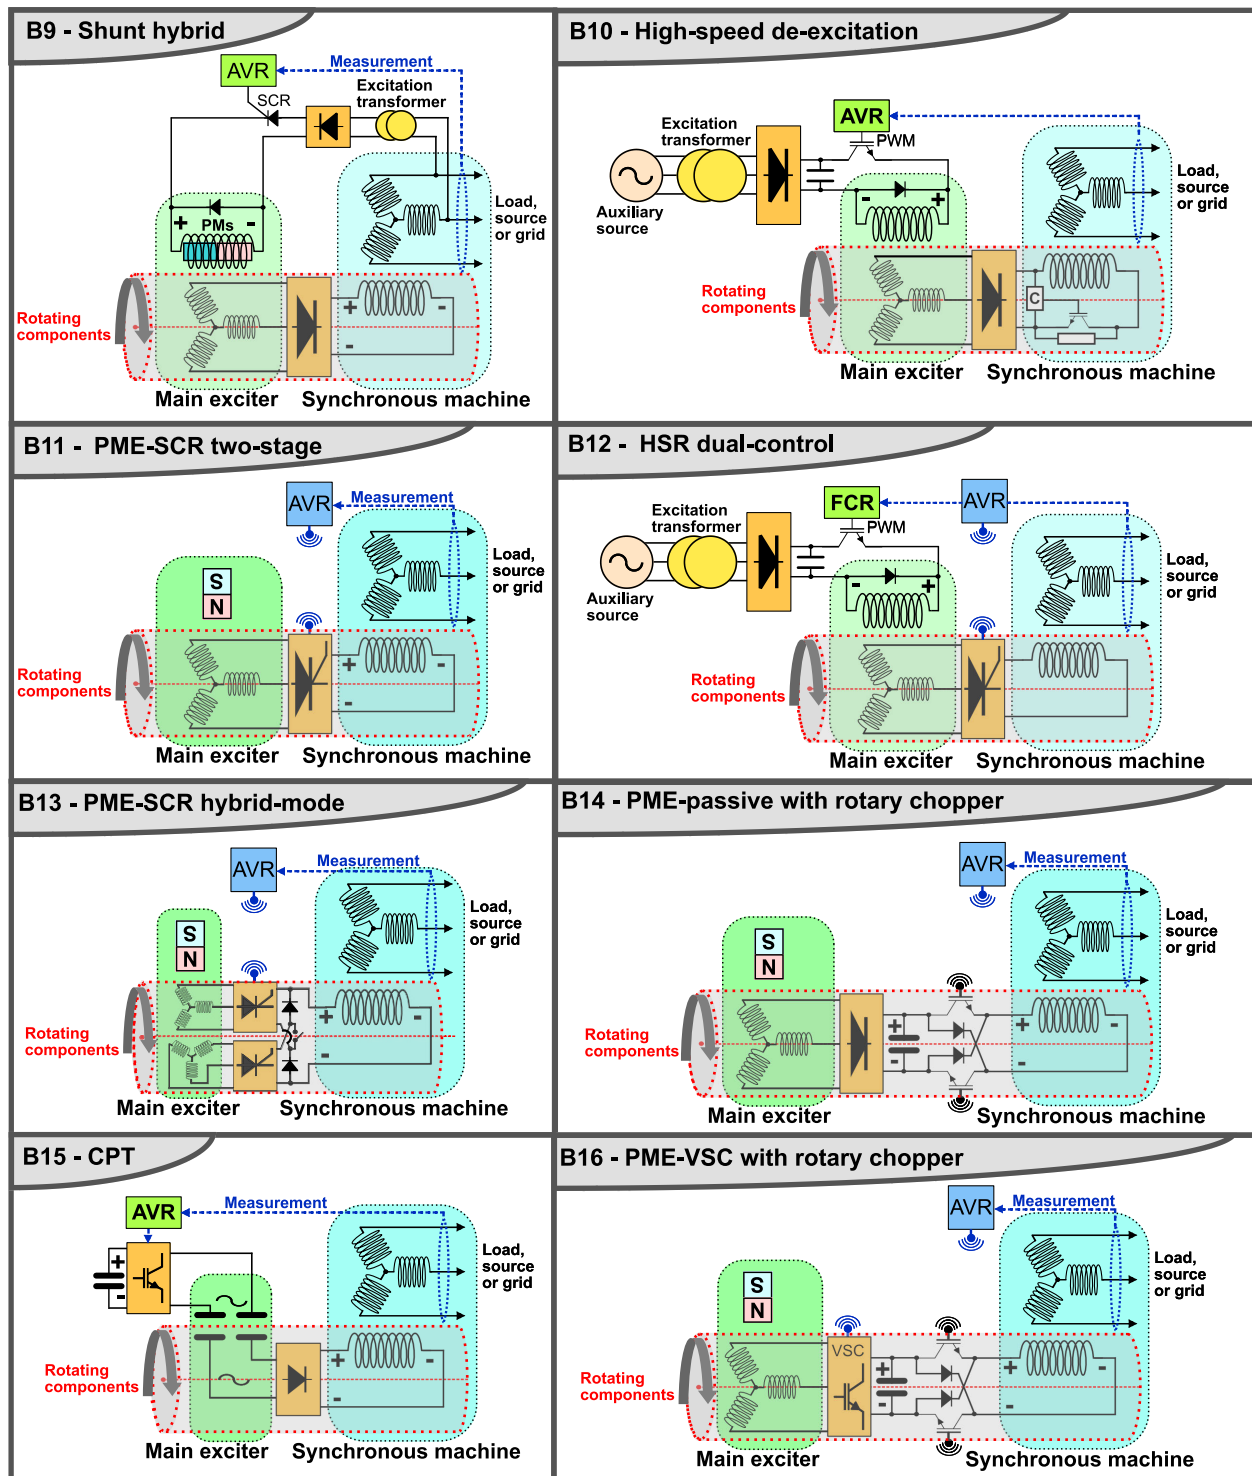 B9 - Shunt hybrid
AVR
Measurement
SCR
Excitation
transformer
+
-
PMs
Load,
source
or grid
Rotating
components
+
-
-
Main exciter
Synchronous machine
B10 - High-speed de-excitation
Excitation
transformer
AVR
PWM
Auxiliary
source
-
+
Load,
source
or grid
Rotating
components
C
Main exciter
Synchronous machine
B11 - PME-SCR two-stage
AVR
Measurement
S
N
Load,
source
or grid
Rotating
components
+
-
-
Main exciter
Synchronous machine
B12 - HSR dual-control
Excitation
transformer
FCR
AVR
PWM
Auxiliary
source
-
+
Load,
source
or grid
Rotating
components
Main exciter
Synchronous machine
B13 - PME-SCR hybrid-mode
AVR
Measurement
S
N
Load,
source
or grid
Rotating
components
+
-
-
Main exciter
Synchronous machine
B14 - PME-passive with rotary chopper
AVR
Measurement
S
N
Load,
source
or grid
Rotating
components
+
-
+
-
-
Main exciter
Synchronous machine
B15 - CPT
AVR
Measurement
+
-
Load,
source
or grid
Rotating
components
+
-
-
Main exciter
Synchronous machine
B16 - PME-VSC with rotary chopper
AVR
Measurement
S
N
Load,
source
or grid
VSC
Rotating
components
+
-
+
-
-
Main exciter
Synchronous machine